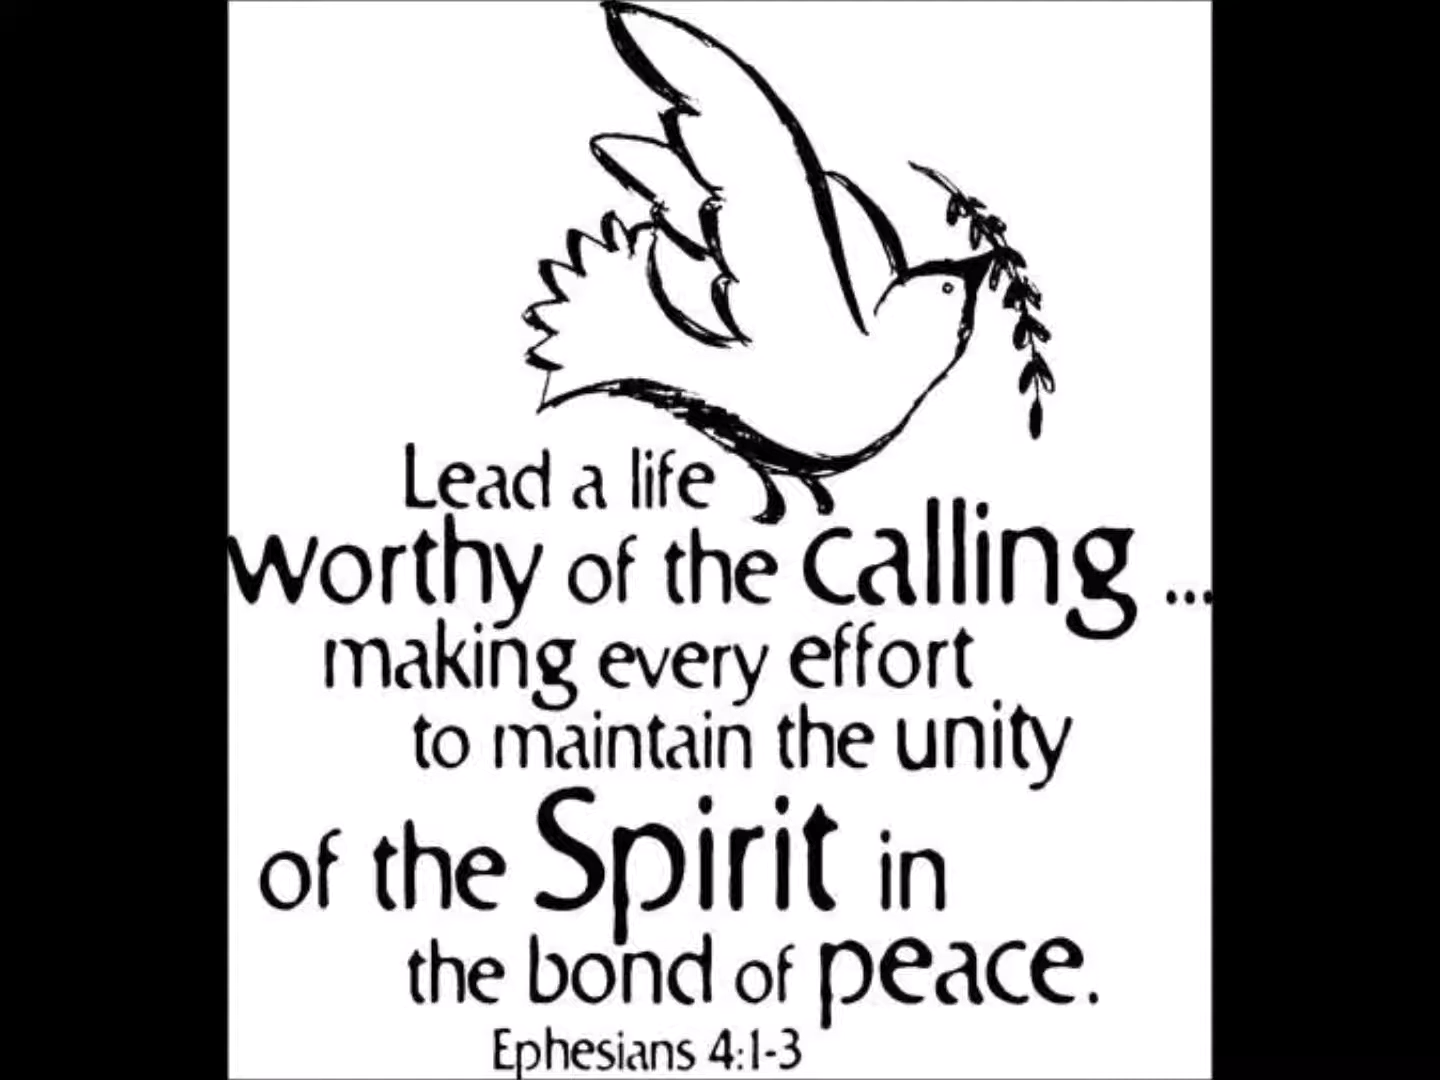 Lead a life
worthy of the calling ...
making every effort
to maintain the unity
of the Spirit in
the bond of peace.
Ephesians 4:1-3